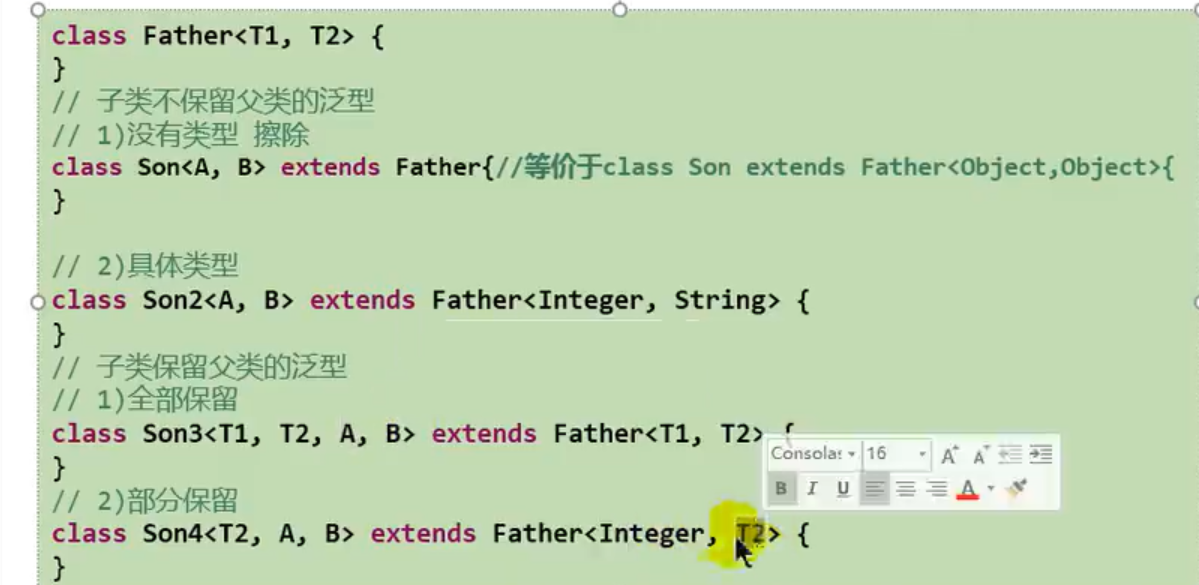 class Father<T1, T2> {
}
// 子类不保留父类的泛型
// 1)没有类型 擦除
class Son<A, B> extends Father{//等价于class Son extends Father<Object,Object>{
}
// 2)具体类型
class Son2<A, B> extends Father<Integer, String> {
}
// 子类保留父类的泛型
// 1)全部保留
class Son3<T1, T2, A, B> extends Father<T1, T2> {
}
Consolas 16 A A
B I U A
// 2)部分保留
class Son4<T2, A, B> extends Father<Integer, T2> {
}